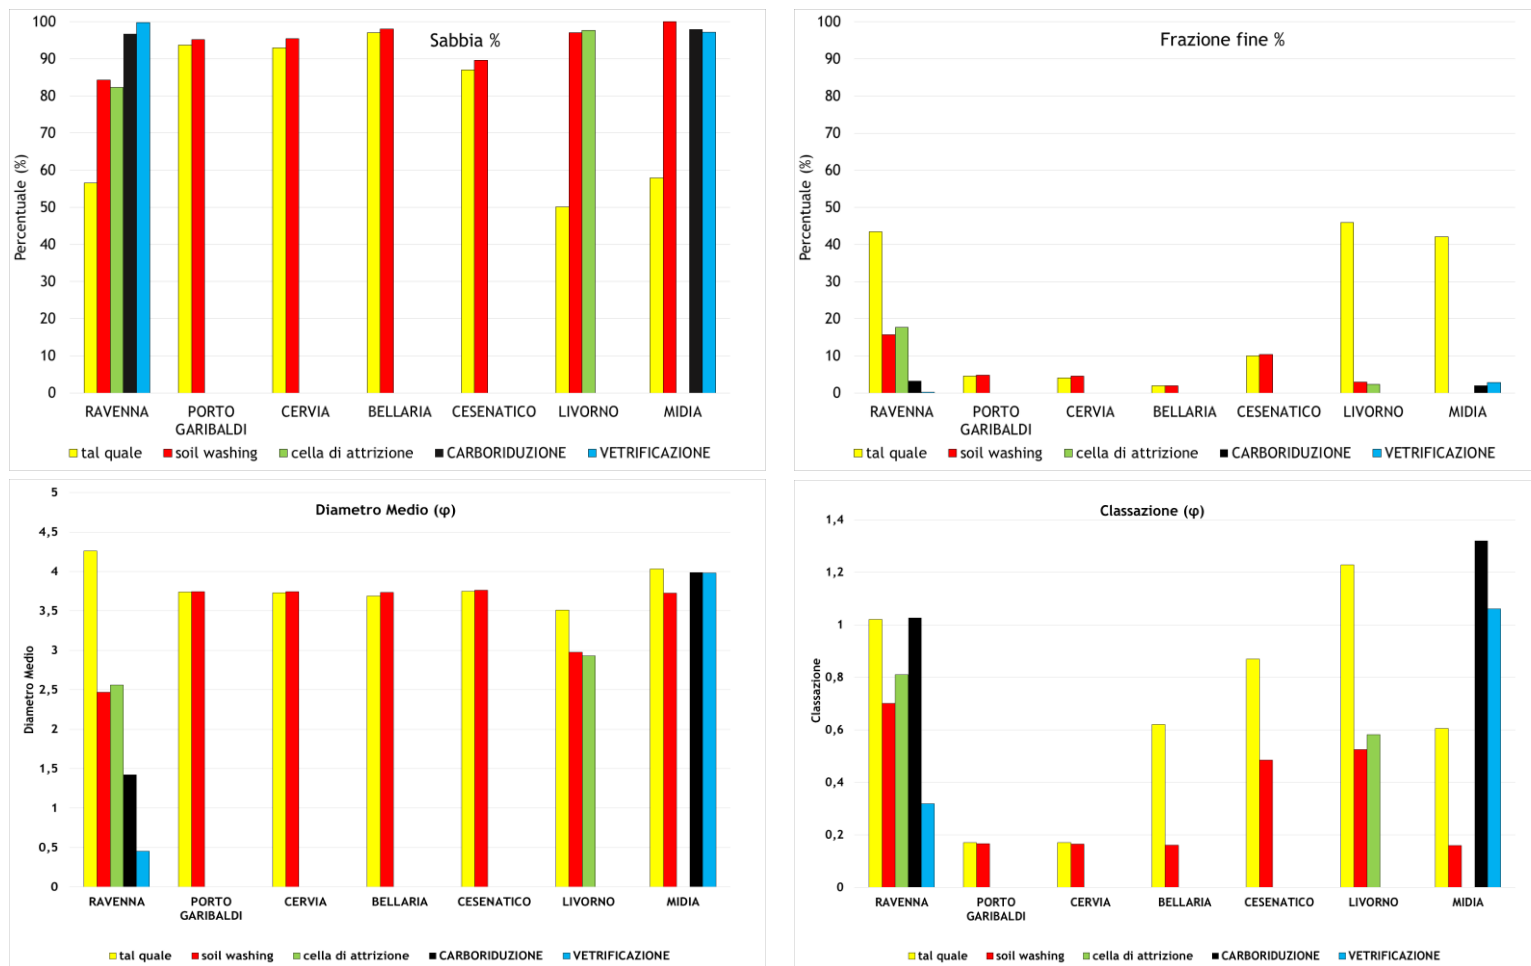 Sabbia %
Percentuale (%)
100
90
80
70
60
50
40
30
20
10
0
RAVENNA PORTO GARIBALDI CERVIA BELLARIA CESENATICO LIVORNO MIDIA
tal quale soil washing cella di attrizione CARBORIDUZIONE VETRIFICAZIONE
Frazione fine %
Percentuale (%)
100
90
80
70
60
50
40
30
20
10
0
RAVENNA PORTO GARIBALDI CERVIA BELLARIA CESENATICO LIVORNO MIDIA
tal quale soil washing cella di attrizione CARBORIDUZIONE VETRIFICAZIONE
Diametro Medio (φ)
Diametro Medio
5
4,5
4
3,5
3
2,5
2
1,5
1
0,5
0
RAVENNA PORTO GARIBALDI CERVIA BELLARIA CESENATICO LIVORNO MIDIA
tal quale soil washing cella di attrizione CARBORIDUZIONE VETRIFICAZIONE
Classazione (φ)
Classazione
1,4
1,2
1
0,8
0,6
0,4
0,2
0
RAVENNA PORTO GARIBALDI CERVIA BELLARIA CESENATICO LIVORNO MIDIA
tal quale soil washing cella di attrizione CARBORIDUZIONE VETRIFICAZIONE